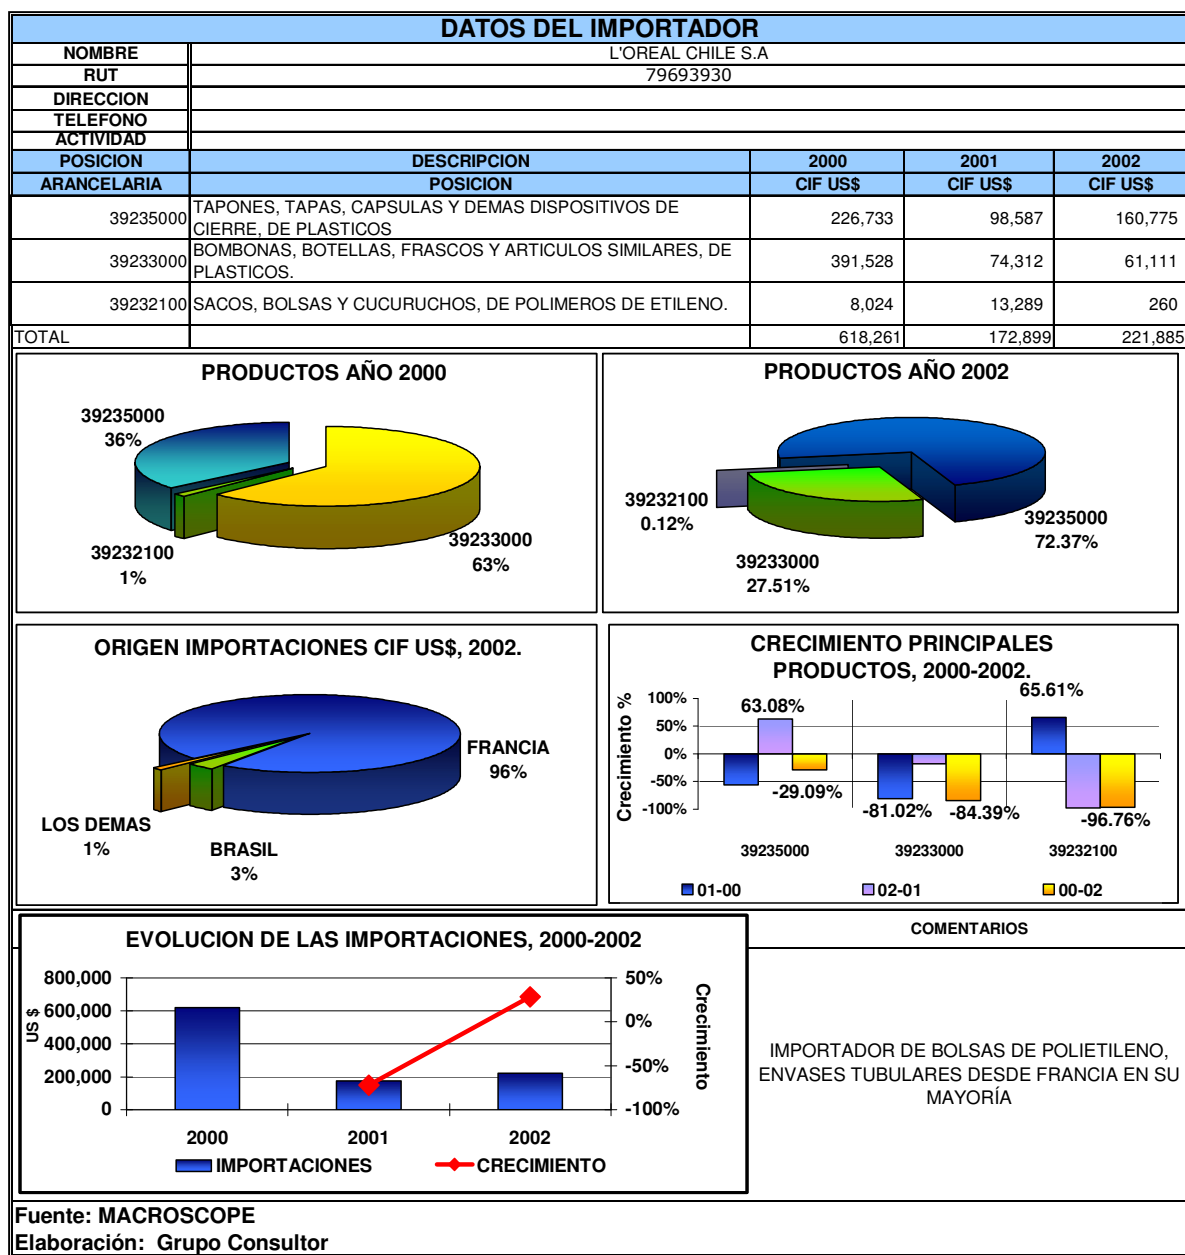 DATOS DEL IMPORTADOR
NOMBRE L'OREAL CHILE S.A
RUT 79693930
DIRECCION
TELEFONO
ACTIVIDAD
POSICION DESCRIPCION 2000 2001 2002
ARANCELARIA POSICION CIF US$ CIF US$ CIF US$
39235000 TAPONES, TAPAS, CAPSULAS Y DEMAS DISPOSITIVOS DE
CIERRE, DE PLASTICOS 226,733 98,587 160,775
39233000 BOMBONAS, BOTELLAS, FRASCOS Y ARTICULOS SIMILARES, DE
PLASTICOS. 391,528 74,312 61,111
39232100 SACOS, BOLSAS Y CUCURUCHOS, DE POLIMEROS DE ETILENO. 8,024 13,289 260
TOTAL 618,261 172,899 221,885
PRODUCTOS AÑO 2000
39235000
36%
39232100
1%
39233000
63%
PRODUCTOS AÑO 2002
39232100
0.12%
39233000
27.51%
39235000
72.37%
ORIGEN IMPORTACIONES CIF US$, 2002.
FRANCIA
96%
LOS DEMAS
1%
BRASIL
3%
CRECIMIENTO PRINCIPALES
PRODUCTOS, 2000-2002.
Crecimiento %
100%
50%
0%
-50%
-100%
63.08%
-29.09%
-81.02%
-84.39%
65.61%
-96.76%
39235000 39233000 39232100
01-00 02-01 00-02
EVOLUCION DE LAS IMPORTACIONES, 2000-2002
US $
800,000
600,000
400,000
200,000
0
50%
0%
-50%
-100%
Crecimiento
2000 2001 2002
IMPORTACIONES CRECIMIENTO
COMENTARIOS
IMPORTADOR DE BOLSAS DE POLIETILENO,
ENVASES TUBULARES DESDE FRANCIA EN SU
MAYORÍA
Fuente: MACROSCOPE
Elaboración: Grupo Consultor